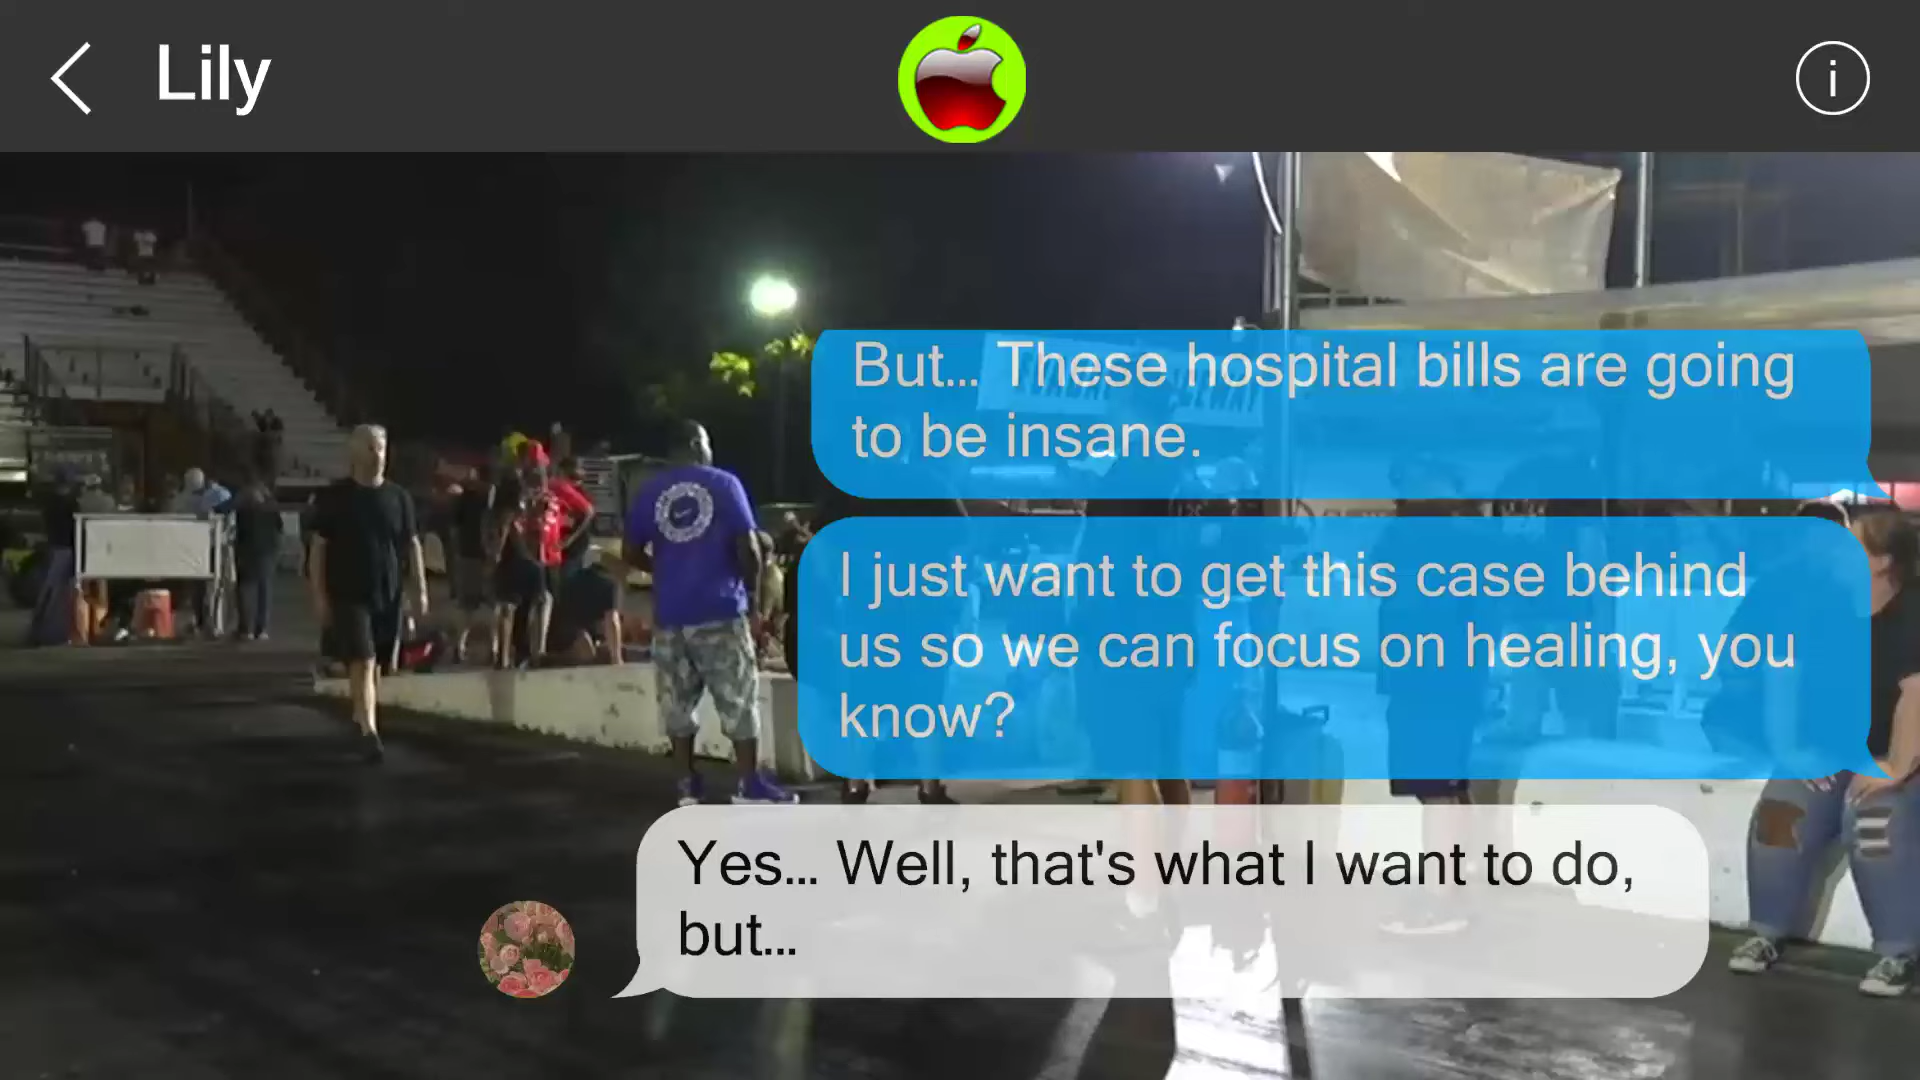 Lily
But... These hospital bills are going
to be insane.
I just want to get this case behind
us so we can focus on healing, you
know?
Yes... Well, that's what I want to do,
but...